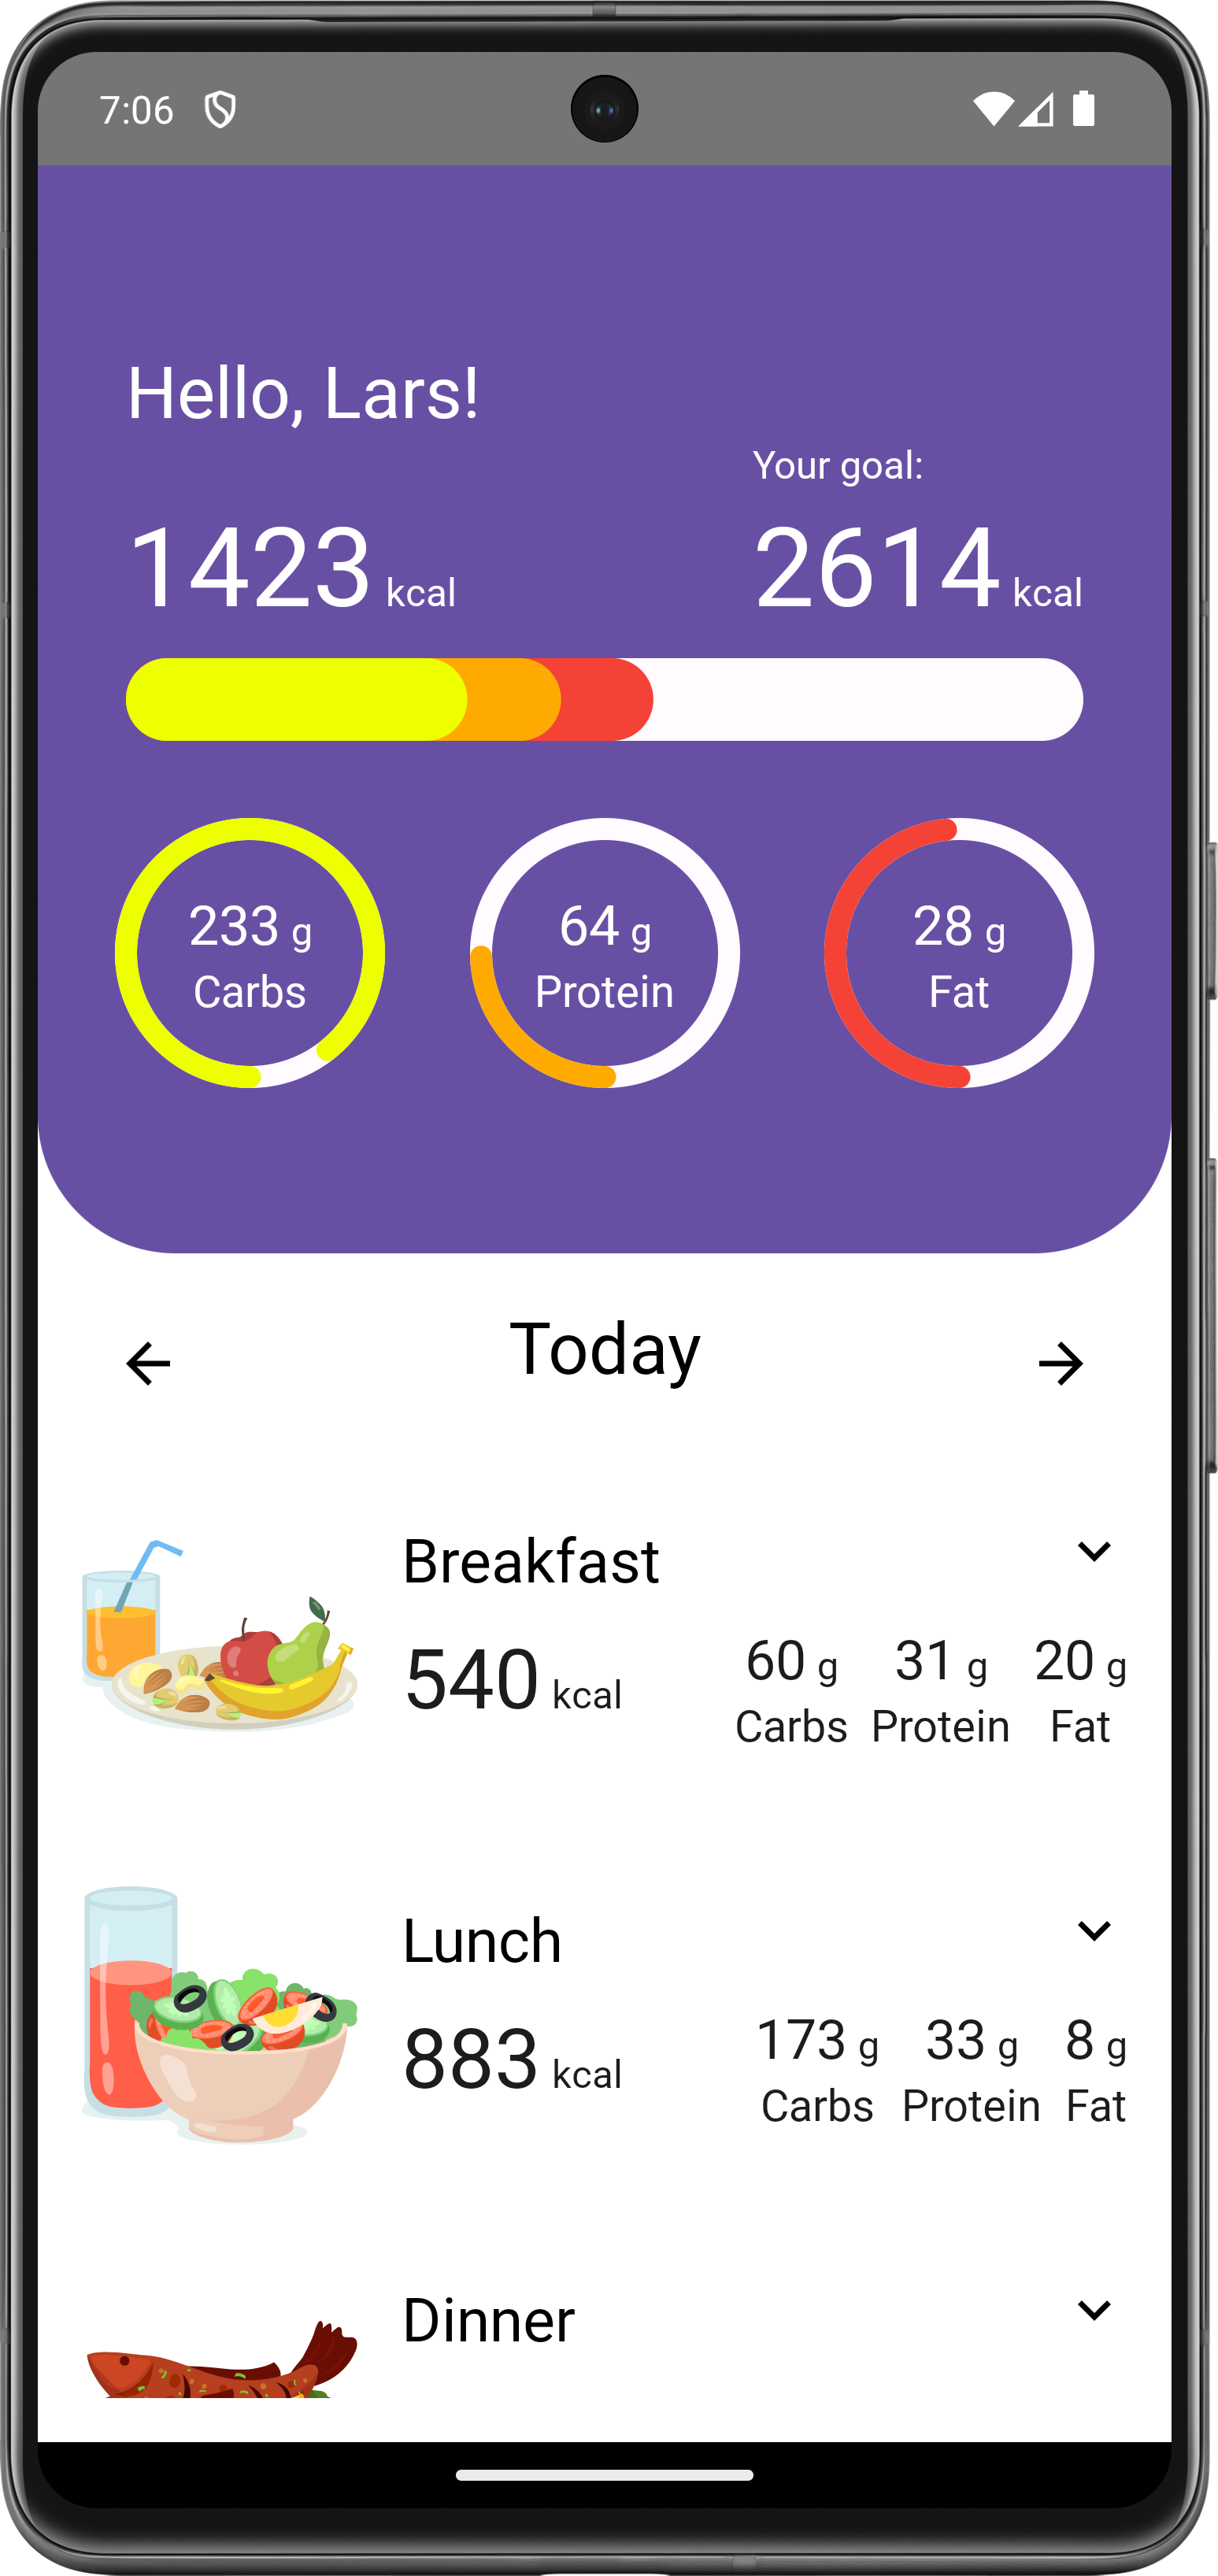 7:06
Hello, Lars!
Your goal:
1423 kcal 2614 kcal
233 g 64 g 28 g
Carbs Protein Fat
Today
Breakfast
540 kcal 60 g 31 g 20 g
Carbs Protein Fat
Lunch
883 kcal 173 g 33 g 8 g
Carbs Protein Fat
Dinner